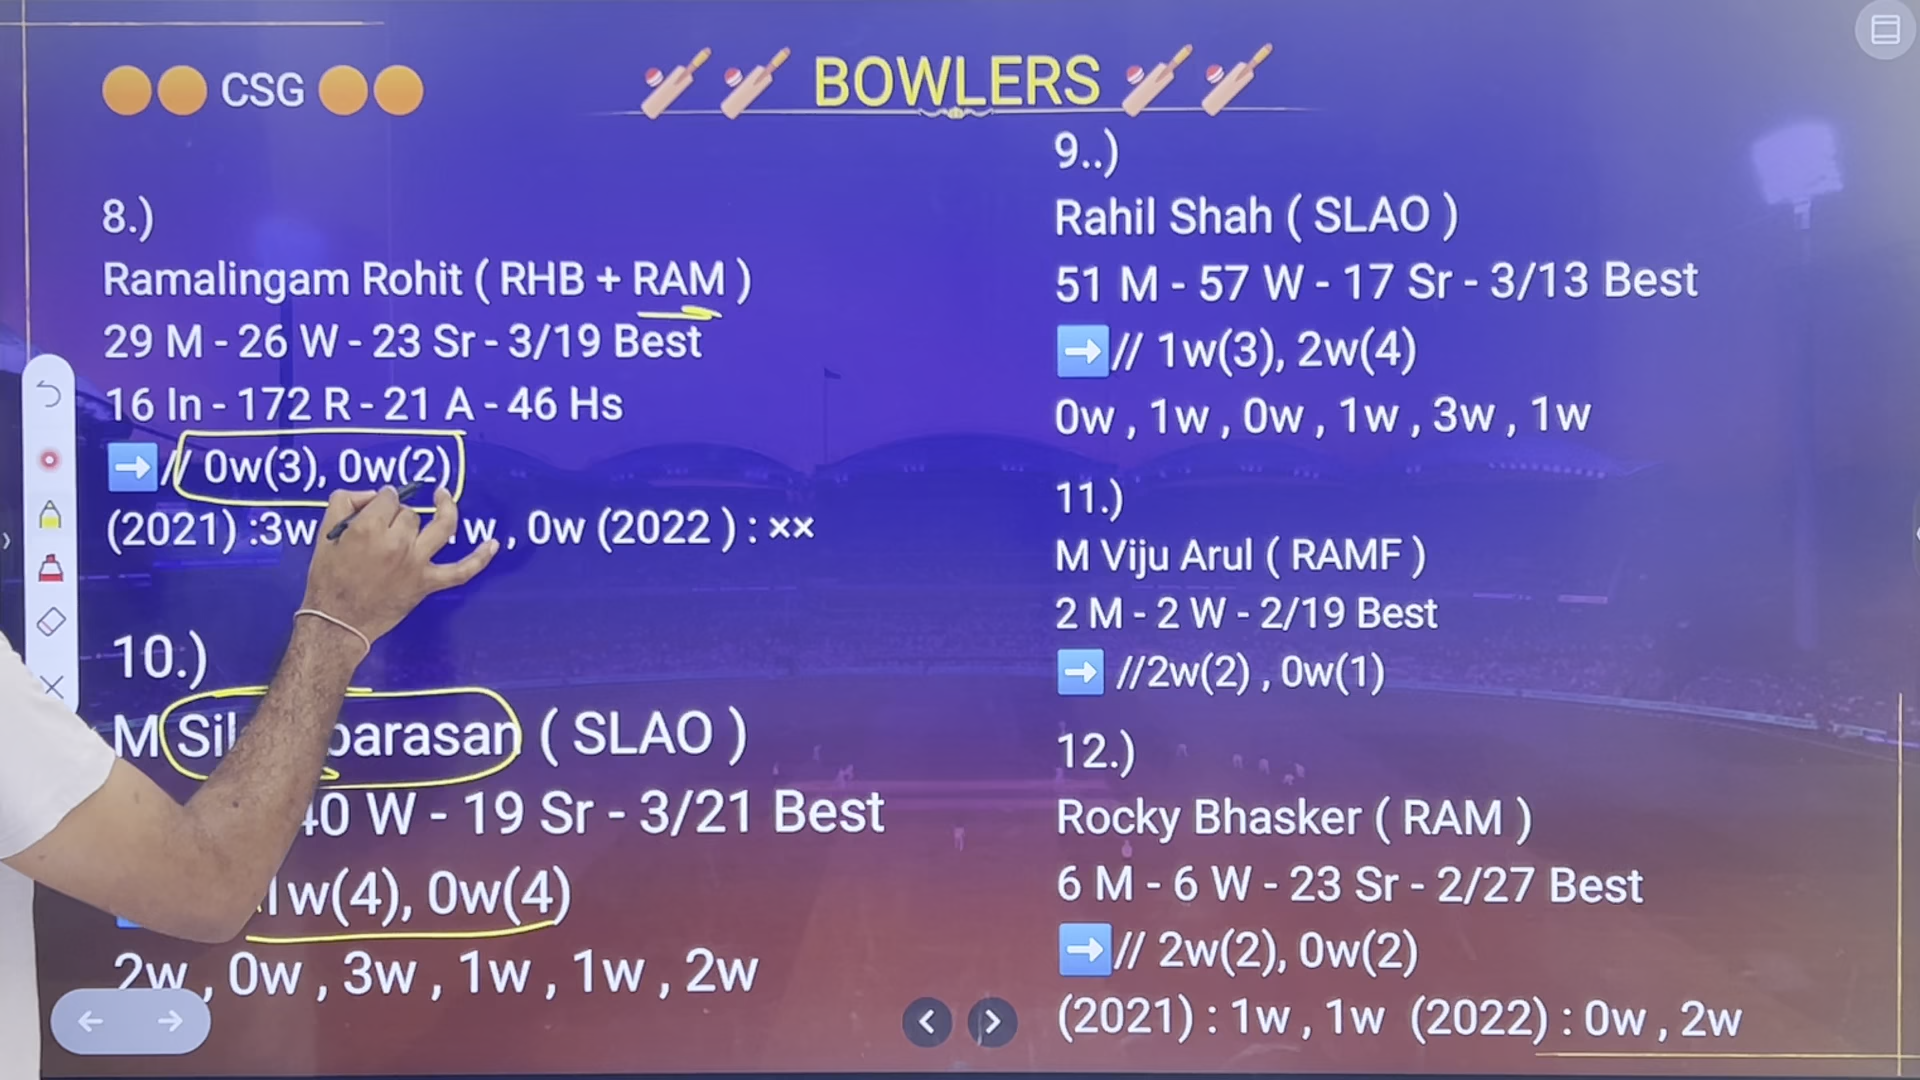 CSG
BOWLERS
8.)
Ramalingam Rohit ( RHB + RAM )
29 M - 26 W - 23 Sr - 3/19 Best
16 In - 172 R - 21 A - 46 Hs
➡️// 0w(3), 0w(2)
(2021) :3w w , 0w (2022 ) : ××
10.)
M ( SLAO )
40 W - 19 Sr - 3/21 Best
1w(4), 0w(4)
2w , 0w , 3w , 1w , 1w , 2w
9..)
Rahil Shah ( SLAO )
51 M - 57 W - 17 Sr - 3/13 Best
➡️// 1w(3), 2w(4)
0w , 1w , 0w , 1w , 3w , 1w
11.)
M Viju Arul ( RAMF )
2 M - 2 W - 2/19 Best
➡️ //2w(2) , 0w(1)
12.)
Rocky Bhasker ( RAM )
6 M - 6 W - 23 Sr - 2/27 Best
➡️// 2w(2), 0w(2)
(2021) : 1w , 1w (2022) : 0w , 2w